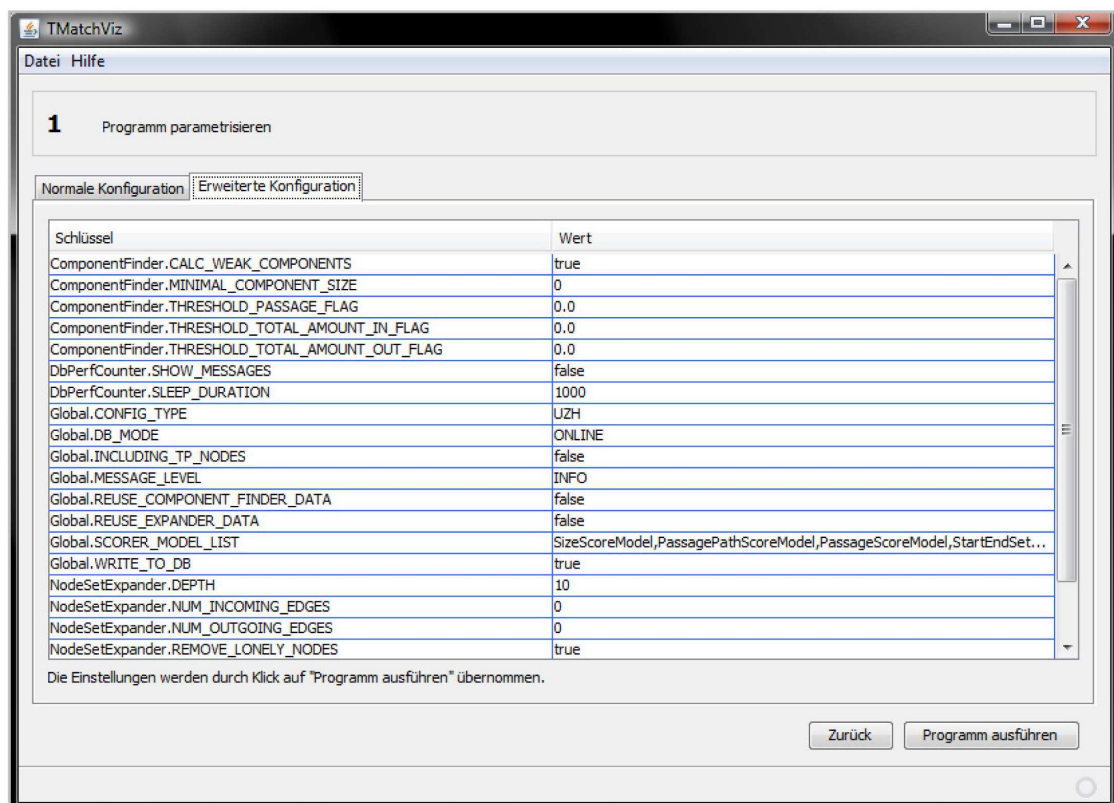 TMatchViz
Datei Hilfe
1 Programm parametrisieren
Normale Konfiguration Erweiterte Konfiguration
Schlüssel Wert
ComponentFinder.CALC_WEAK_COMPONENTS true
ComponentFinder.MINIMAL_COMPONENT_SIZE 0
ComponentFinder.THRESHOLD_PASSAGE_FLAG 0.0
ComponentFinder.THRESHOLD_TOTAL_AMOUNT_IN_FLAG 0.0
ComponentFinder.THRESHOLD_TOTAL_AMOUNT_OUT_FLAG 0.0
DbPerfCounter.SHOW_MESSAGES false
DbPerfCounter.SLEEP_DURATION 1000
Global.CONFIG_TYPE UZH
Global.DB_MODE ONLINE
Global.INCLUDING_TP_NODES false
Global.MESSAGE_LEVEL INFO
Global.REUSE_COMPONENT_FINDER_DATA false
Global.REUSE_EXPANDER_DATA false
Global.SCORER_MODEL_LIST SizeScoreModel,PassagePathScoreModel,PassageScoreModel,StartEndSet...
Global.WRITE_TO_DB true
NodeSetExpander.DEPTH 10
NodeSetExpander.NUM_INCOMING_EDGES 0
NodeSetExpander.NUM_OUTGOING_EDGES 0
NodeSetExpander.REMOVE_LONELY_NODES true
Die Einstellungen werden durch Klick auf "Programm ausführen" übernommen.
Zurück Programm ausführen